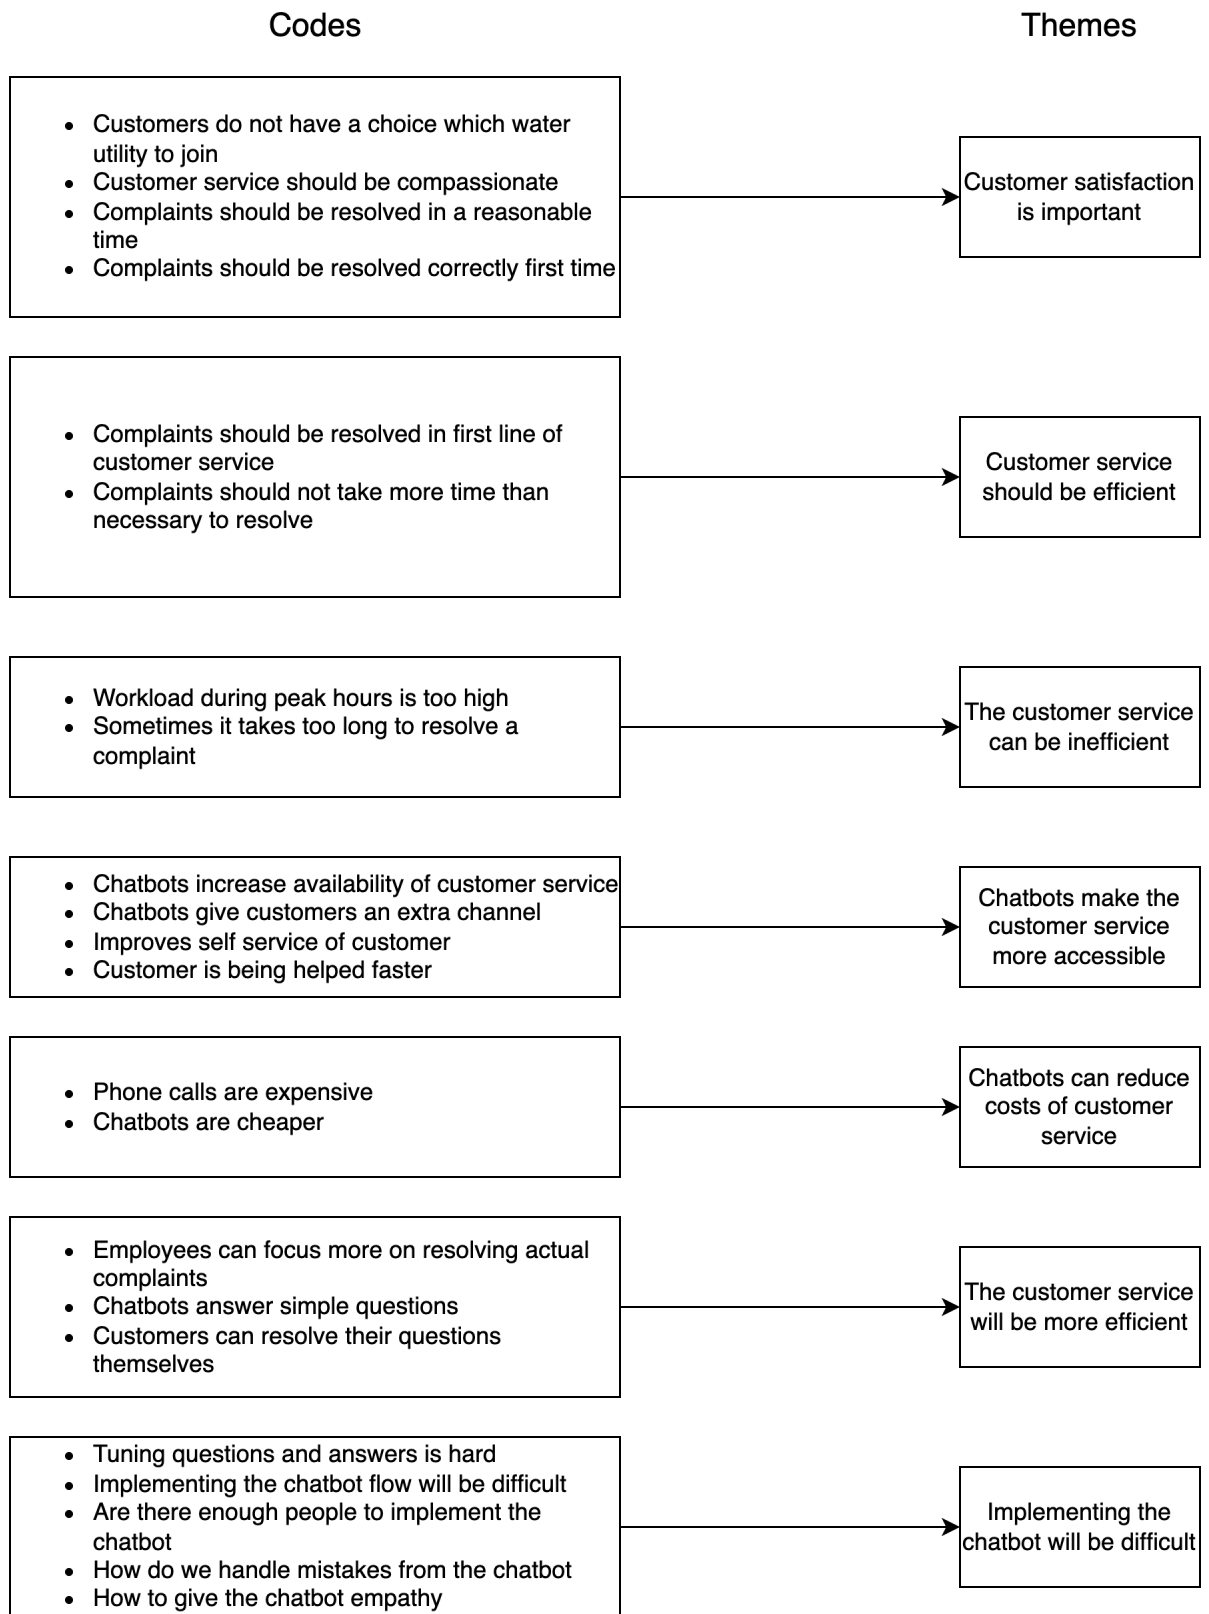 Codes
Themes
• Customers do not have a choice which water
utility to join
• Customer service should be compassionate
• Complaints should be resolved in a reasonable
time
• Complaints should be resolved correctly first time
Customer satisfaction
is important
• Complaints should be resolved in first line of
customer service
• Complaints should not take more time than
necessary to resolve
Customer service
should be efficient
• Workload during peak hours is too high
• Sometimes it takes too long to resolve a
complaint
The customer service
can be inefficient
• Chatbots increase availability of customer service
• Chatbots give customers an extra channel
• Improves self service of customer
• Customer is being helped faster
Chatbots make the
customer service
more accessible
• Phone calls are expensive
• Chatbots are cheaper
Chatbots can reduce
costs of customer
service
• Employees can focus more on resolving actual
complaints
• Chatbots answer simple questions
• Customers can resolve their questions
themselves
The customer service
will be more efficient
• Tuning questions and answers is hard
• Implementing the chatbot flow will be difficult
• Are there enough people to implement the
chatbot
• How do we handle mistakes from the chatbot
• How to give the chatbot empathy
Implementing the
chatbot will be difficult